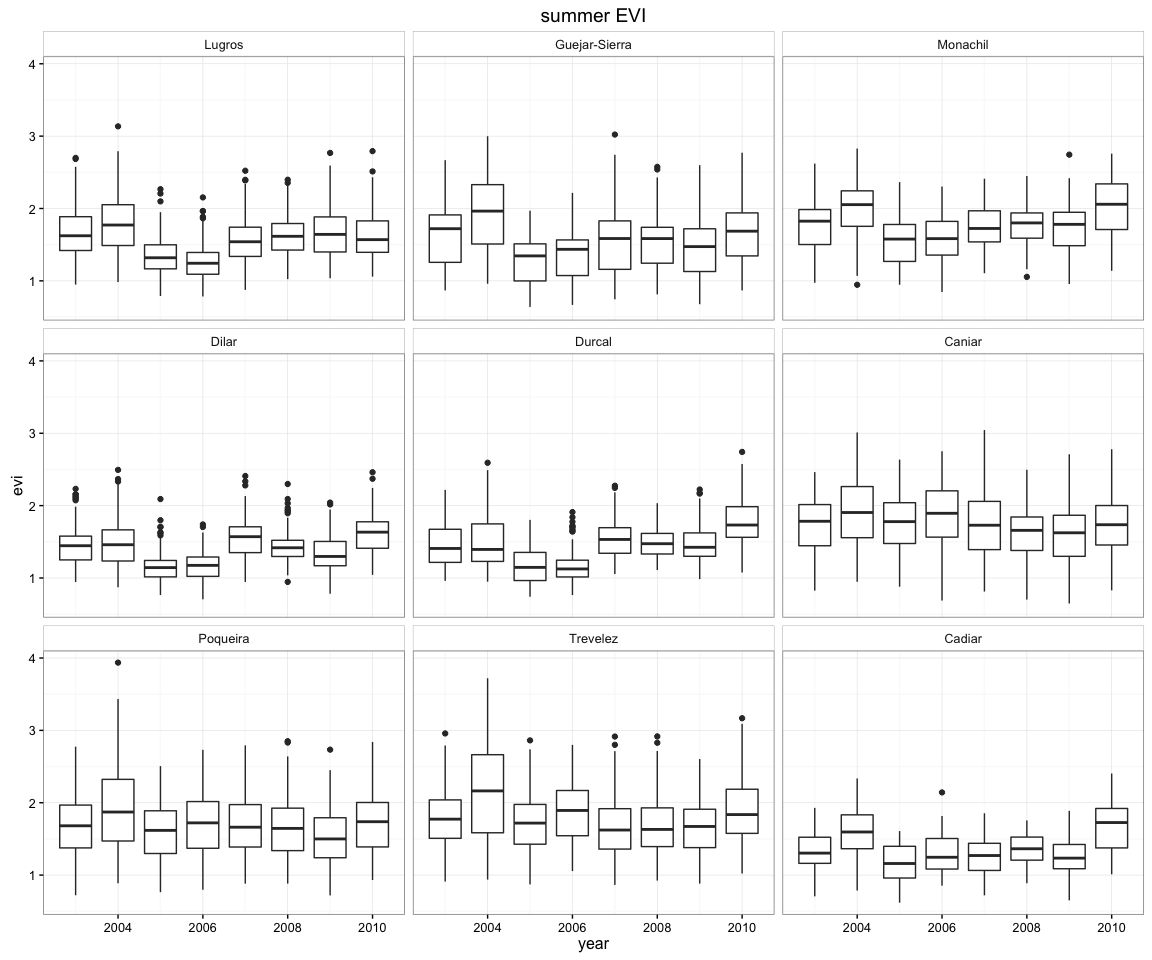 summer EVI
Lugros Guejar-Sierra Monachil
4
3
2
1
Dilar Durcal Caniar
4
3
2
1
evi
Poqueira Trevelez Cadiar
4
3
2
1
2004 2006 2008 2010 2004 2006 2008 2010 2004 2006 2008 2010
year